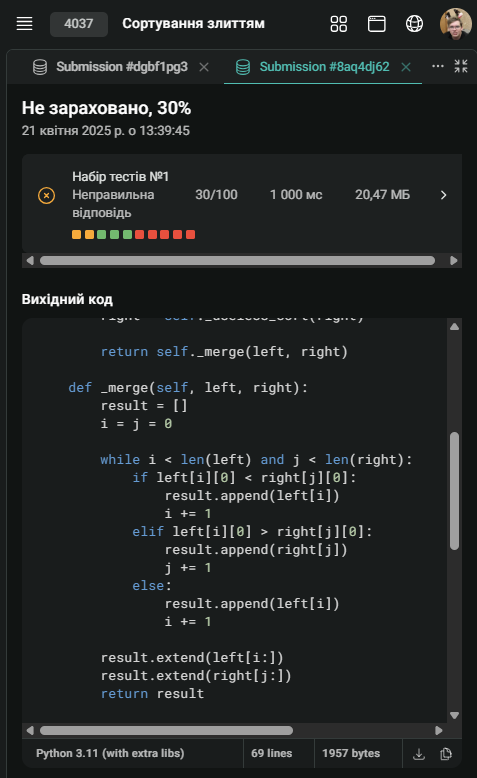 4037 Сортування злиттям
Submission #dgbf1pg3 Submission #8aq4dj62
Не зараховано, 30%
21 квітня 2025 р. о 13:39:45
Набір тестів №1
Неправильна відповідь 30/100 1 000 мс 20,47 МБ
Вихідний код
return self._merge(left, right)
def _merge(self, left, right):
result = []
i = j = 0
while i < len(left) and j < len(right):
if left[i][0] < right[j][0]:
result.append(left[i])
i += 1
elif left[i][0] > right[j][0]:
result.append(right[j])
j += 1
else:
result.append(left[i])
i += 1
result.extend(left[i:])
result.extend(right[j:])
return result
Python 3.11 (with extra libs) 69 lines 1957 bytes